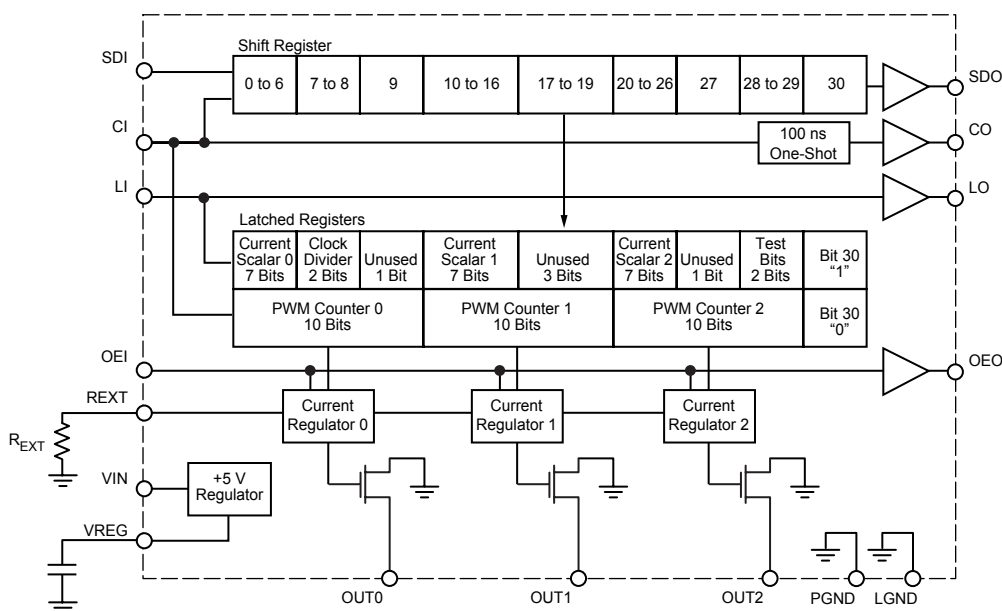 Shift Register
SDI
0 to 6
7 to 8
9
10 to 16
17 to 19
20 to 26
27
28 to 29
30
SDO
CI
100 ns
One-Shot
CO
LI
LO
Latched Registers
Current
Scalar 0
7 Bits
Clock
Divider
2 Bits
Unused
1 Bit
Current
Scalar 1
7 Bits
Unused
3 Bits
Current
Scalar 2
7 Bits
Unused
1 Bit
Test
Bits
2 Bits
Bit 30
“1”
PWM Counter 0
10 Bits
PWM Counter 1
10 Bits
PWM Counter 2
10 Bits
Bit 30
“0”
OEI
OEO
REXT
Current
Regulator 0
Current
Regulator 1
Current
Regulator 2
REXT
VIN
+5 V
Regulator
VREG
OUT0
OUT1
OUT2
PGND
LGND